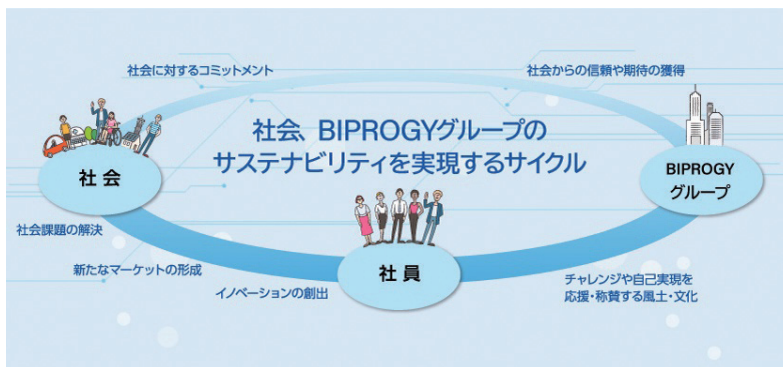 社会に対するコミットメント
社会からの信頼や期待の獲得
社会、BIPROGYグループの
サステナビリティを実現するサイクル
社会
BIPROGY
グループ
社会課題の解決
新たなマーケットの形成
イノベーションの創出
社員
チャレンジや自己実現を
応援・称賛する風土・文化